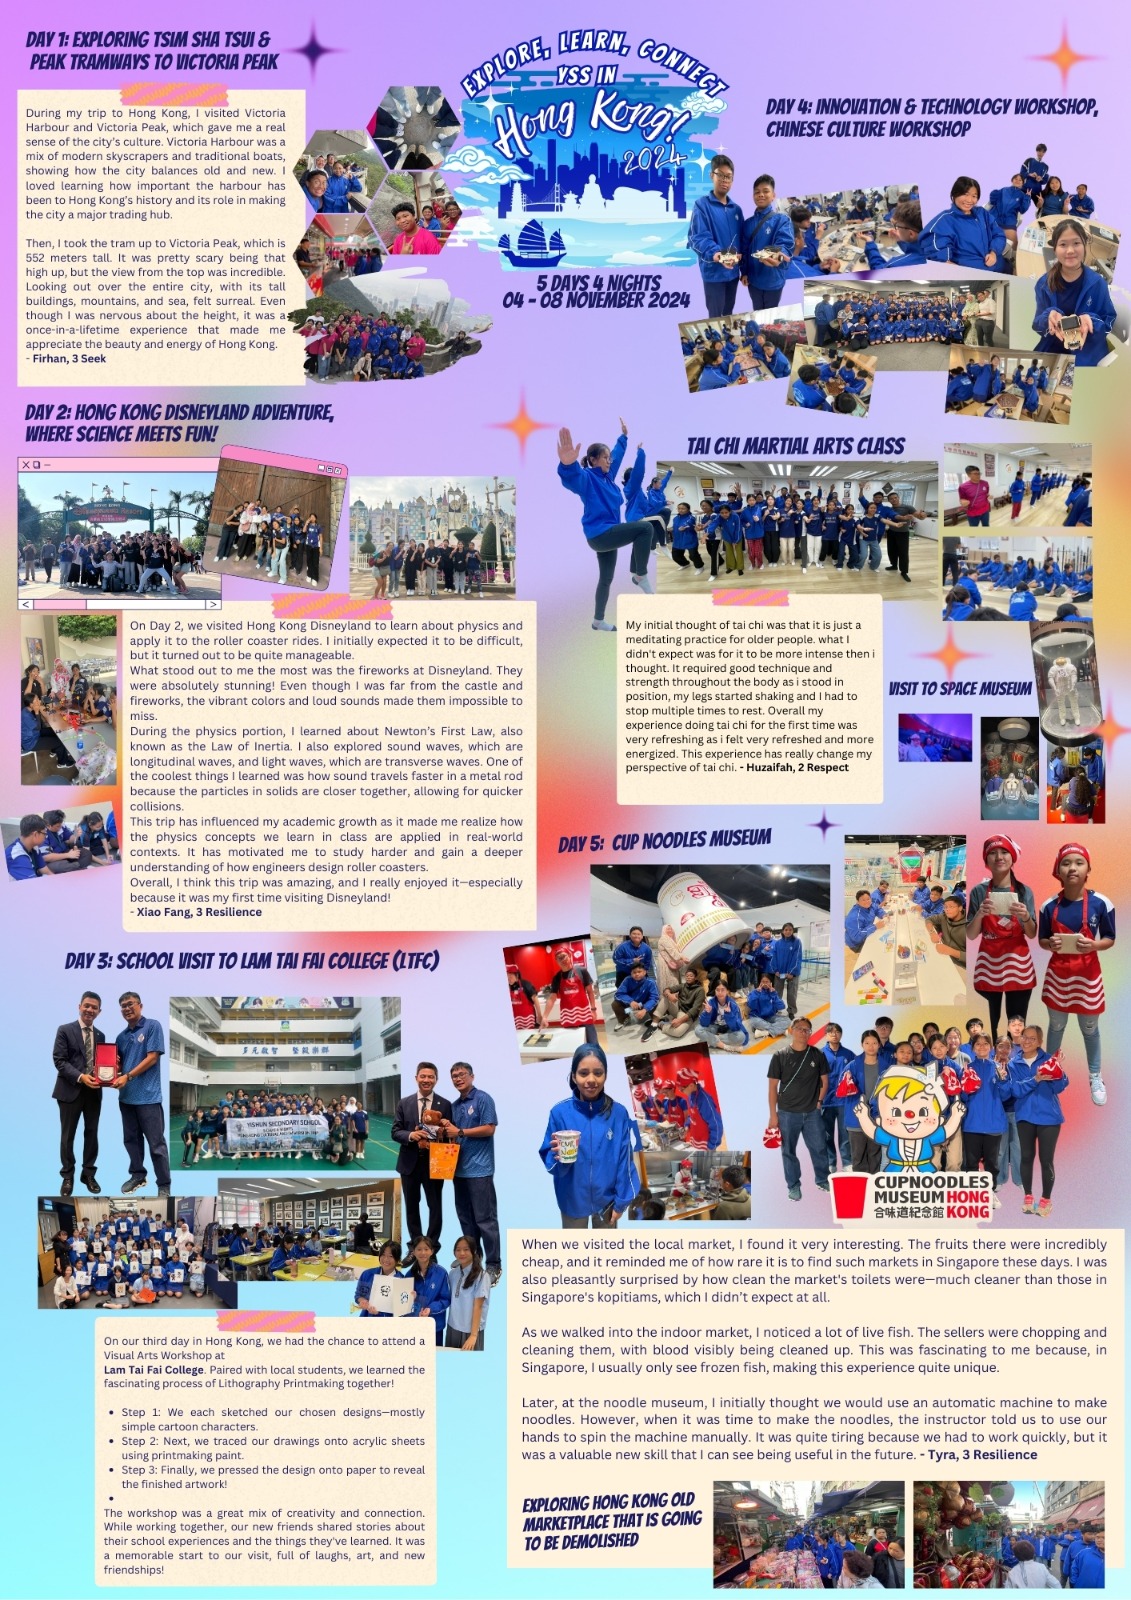 DAY 1: EXPLORING TSIM SHA TSUI &
PEAK TRAMWAYS TO VICTORIA PEAK
During my trip to Hong Kong, I visited Victoria
Harbour and Victoria Peak, which gave me a real
sense of the city's culture. Victoria Harbour was a
mix of modern skyscrapers and traditional boats,
showing how the city balances old and new. I
loved learning how important the harbour has
been to Hong Kong's history and its role in making
the city a major trading hub.
Then, I took the tram up to Victoria Peak, which is
552 meters tall. It was pretty scary being that
high up, but the view from the top was incredible.
Looking out over the entire city, with its tall
buildings, mountains, and sea, felt surreal. Even
though I was nervous about the height, it was a
once-in-a-lifetime experience that made me
appreciate the beauty and energy of Hong Kong.
- Firhan, 3 Seek
EXPLORE, LEARN, CONNECT
YSS IN
Hong Kong!
2024
5 DAYS 4 NIGHTS
04 - 08 NOVEMBER 2024
DAY 4: INNOVATION & TECHNOLOGY WORKSHOP,
CHINESE CULTURE WORKSHOP
DAY 2: HONG KONG DISNEYLAND ADVENTURE,
WHERE SCIENCE MEETS FUN!
On Day 2, we visited Hong Kong Disneyland to learn about physics and
apply it to the roller coaster rides. I initially expected it to be difficult,
but it turned out to be quite manageable.
What stood out to me the most was the fireworks at Disneyland. They
were absolutely stunning! Even though I was far from the castle and
fireworks, the vibrant colors and loud sounds made them impossible to
miss.
During the physics portion, I learned about Newton's First Law, also
known as the Law of Inertia. I also explored sound waves, which are
longitudinal waves, and light waves, which are transverse waves. One of
the coolest things I learned was how sound travels faster in a metal rod
because the particles in solids are closer together, allowing for quicker
collisions.
This trip has influenced my academic growth as it made me realize how
the physics concepts we learn in class are applied in real-world
contexts. It has motivated me to study harder and gain a deeper
understanding of how engineers design roller coasters.
Overall, I think this trip was amazing, and I really enjoyed it—especially
because it was my first time visiting Disneyland!
- Xiao Fang, 3 Resilience
TAI CHI MARTIAL ARTS CLASS
My initial thought of tai chi was that it is just a
meditating practice for older people. what I
didn't expect was for it to be more intense then i
thought. It required good technique and
strength throughout the body as i stood in
position, my legs started shaking and I had to
stop multiple times to rest. Overall my
experience doing tai chi for the first time was
very refreshing as i felt very refreshed and more
energized. This experience has really change my
perspective of tai chi. - Huzaifah, 2 Respect
VISIT TO SPACE MUSEUM
DAY 3: SCHOOL VISIT TO LAM TAI FAI COLLEGE (LTFC)
YISHUN SECONDARY SCHOOL
On our third day in Hong Kong, we had the chance to attend a
Visual Arts Workshop at
Lam Tai Fai College. Paired with local students, we learned the
fascinating process of Lithography Printmaking together!
• Step 1: We each sketched our chosen designs—mostly
simple cartoon characters.
• Step 2: Next, we traced our drawings onto acrylic sheets
using printmaking paint.
• Step 3: Finally, we pressed the design onto paper to reveal
the finished artwork!
•
The workshop was a great mix of creativity and connection.
While working together, our new friends shared stories about
their school experiences and the things they've learned. It was
a memorable start to our visit, full of laughs, art, and new
friendships!
DAY 5: CUP NOODLES MUSEUM
CUPNOODLES
MUSEUM HONG
合味道紀念館 KONG
When we visited the local market, I found it very interesting. The fruits there were incredibly
cheap, and it reminded me of how rare it is to find such markets in Singapore these days. I was
also pleasantly surprised by how clean the market's toilets were—much cleaner than those in
Singapore's kopitiams, which I didn't expect at all.
As we walked into the indoor market, I noticed a lot of live fish. The sellers were chopping and
cleaning them, with blood visibly being cleaned up. This was fascinating to me because, in
Singapore, I usually only see frozen fish, making this experience quite unique.
Later, at the noodle museum, I initially thought we would use an automatic machine to make
noodles. However, when it was time to make the noodles, the instructor told us to use our
hands to spin the machine manually. It was quite tiring because we had to work quickly, but it
was a valuable new skill that I can see being useful in the future. - Tyra, 3 Resilience
EXPLORING HONG KONG OLD
MARKETPLACE THAT IS GOING
TO BE DEMOLISHED